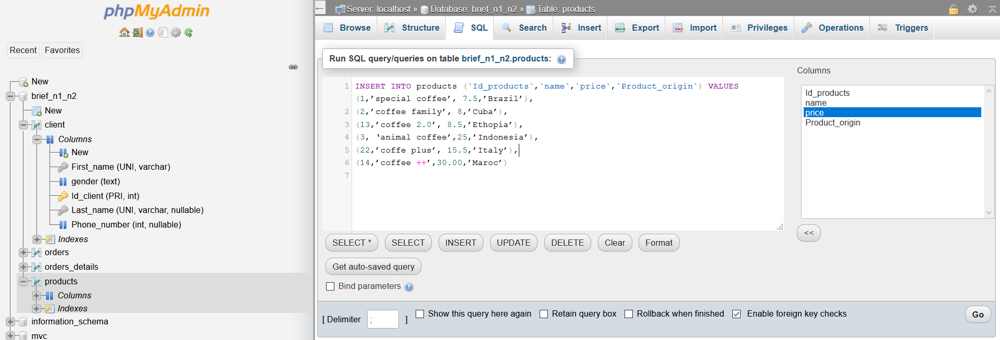 phpMyAdmin
Recent
Favorites
New
brief_n1_n2
New
client
Columns
New
First_name (UNI, varchar)
gender (text)
Id_client (PRI, int)
Last_name (UNI, varchar, nullable)
Phone_number (int, nullable)
Indexes
orders
orders_details
products
Columns
Indexes
information_schema
mvc
Server: localhost » Database: brief_n1_n2 » Table: products
Browse
Structure
SQL
Search
Insert
Export
Import
Privileges
Operations
Triggers
Run SQL query/queries on table brief_n1_n2.products:
1 INSERT INTO products (`Id_products`,`name`,`price`,`Product_origin`) VALUES
(1,’special coffee’, 7.5,’Brazil’),
2 (2,’coffee family’, 8,’Cuba’),
3 (13,’coffee 2.0’, 8.5,’Ethopia’),
4 (3, ‘animal coffee’,25,’Indonesia’),
5 (22,’coffe plus’, 15.5,’Italy’),
6 (14,’coffee ++’,30.00,’Maroc’)
7
Columns
Id_products
name
price
Product_origin
<<
SELECT *
SELECT
INSERT
UPDATE
DELETE
Clear
Format
Get auto-saved query
Bind parameters
[ Delimiter ; ]
Show this query here again
Retain query box
Rollback when finished
Enable foreign key checks
Go